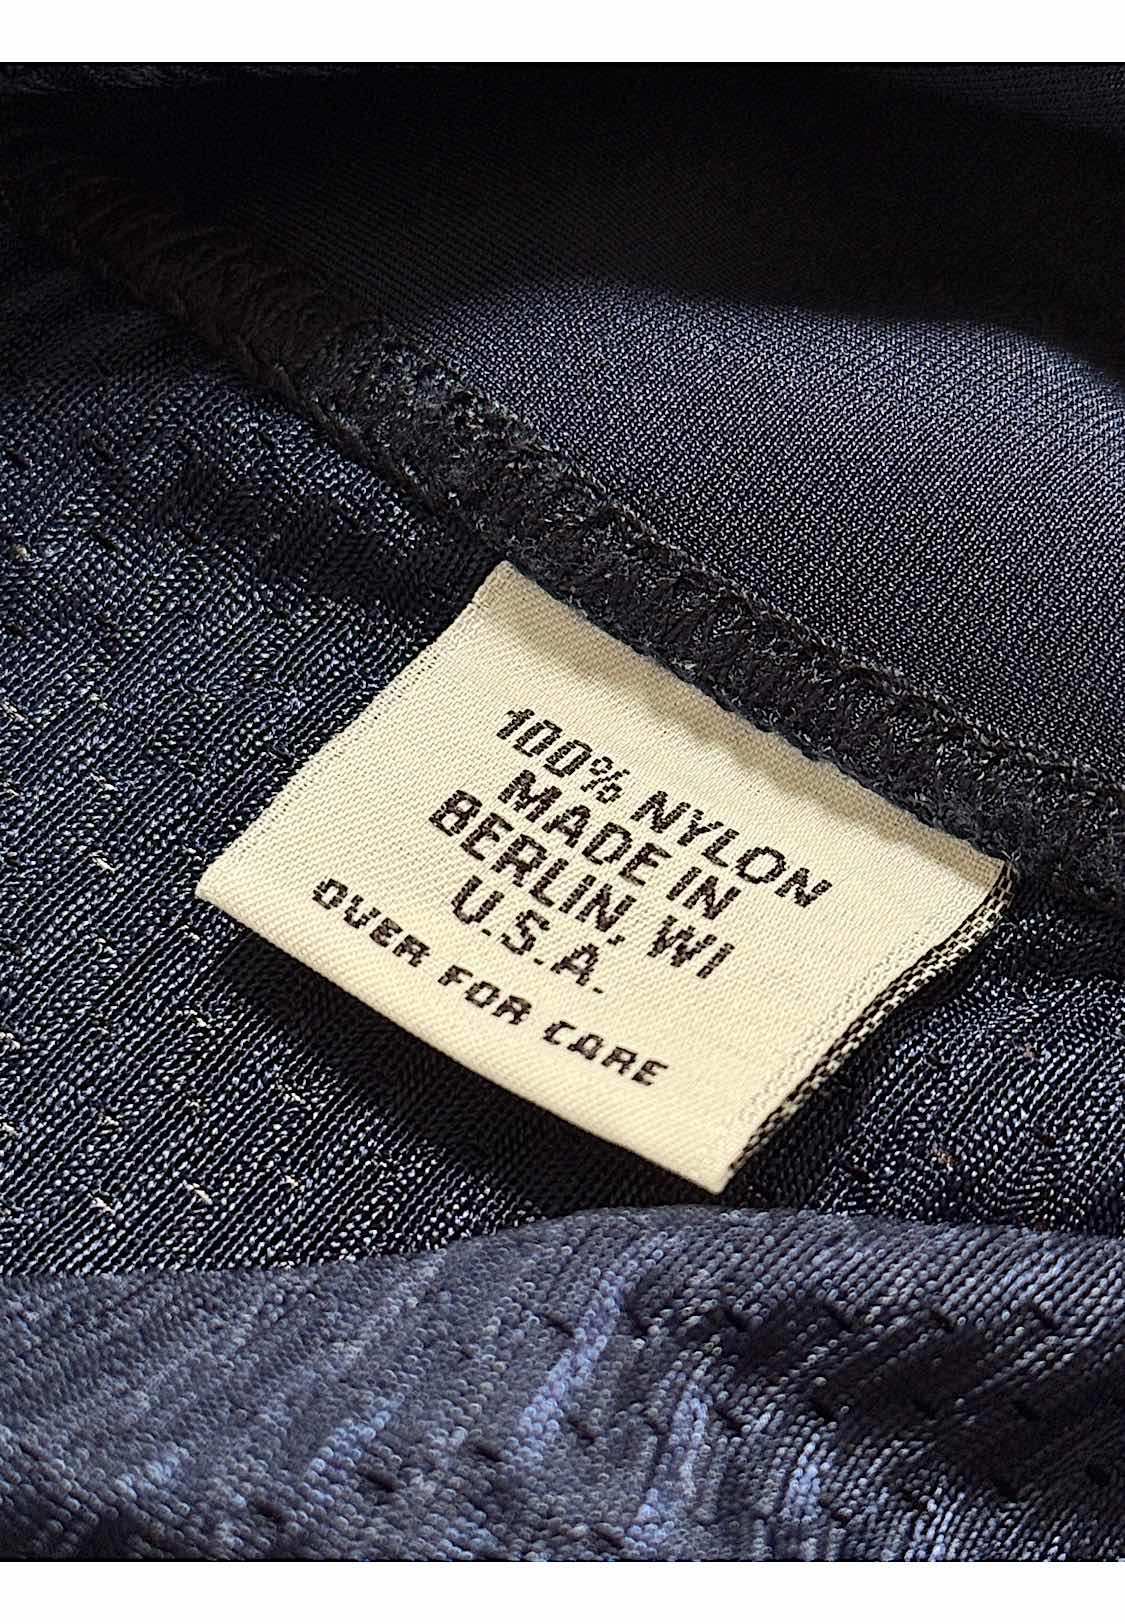 100% NYLON
MADE IN
BERLIN, WI
U.S.A.
OVER FOR CARE